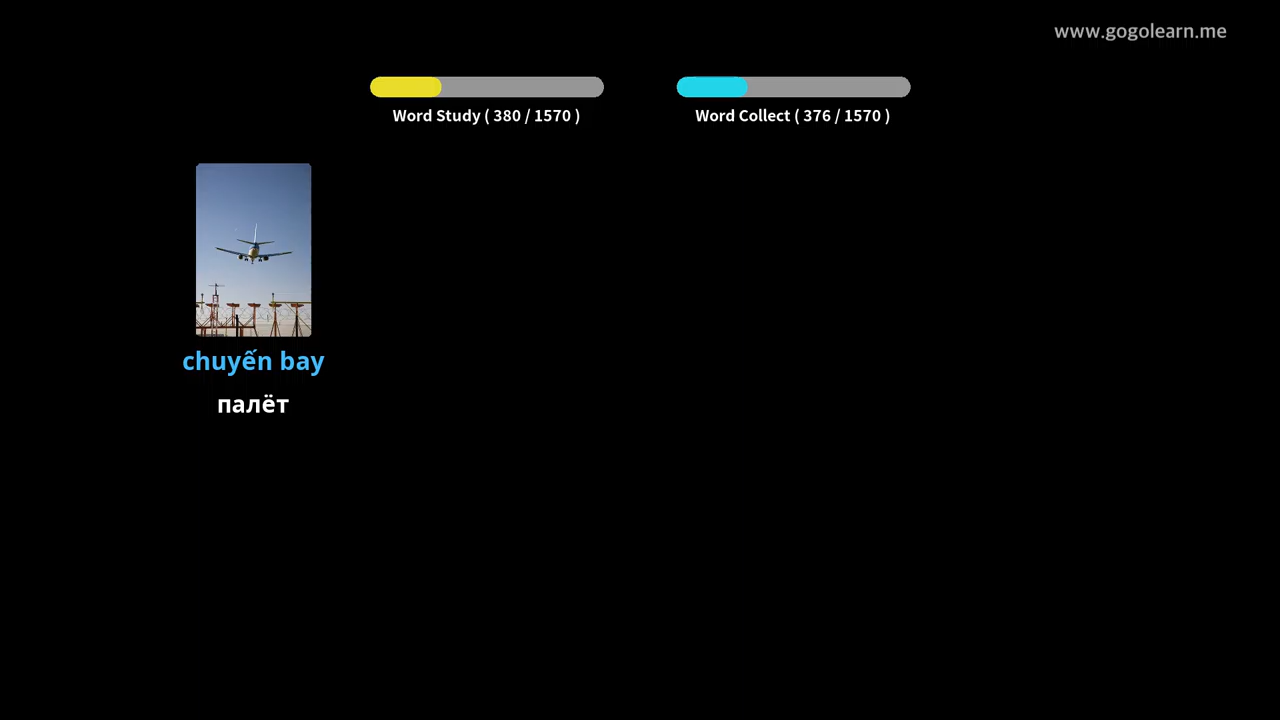 www.gogolearn.me
Word Study ( 380 / 1570 )
Word Collect ( 376 / 1570 )
chuyến bay
палёт